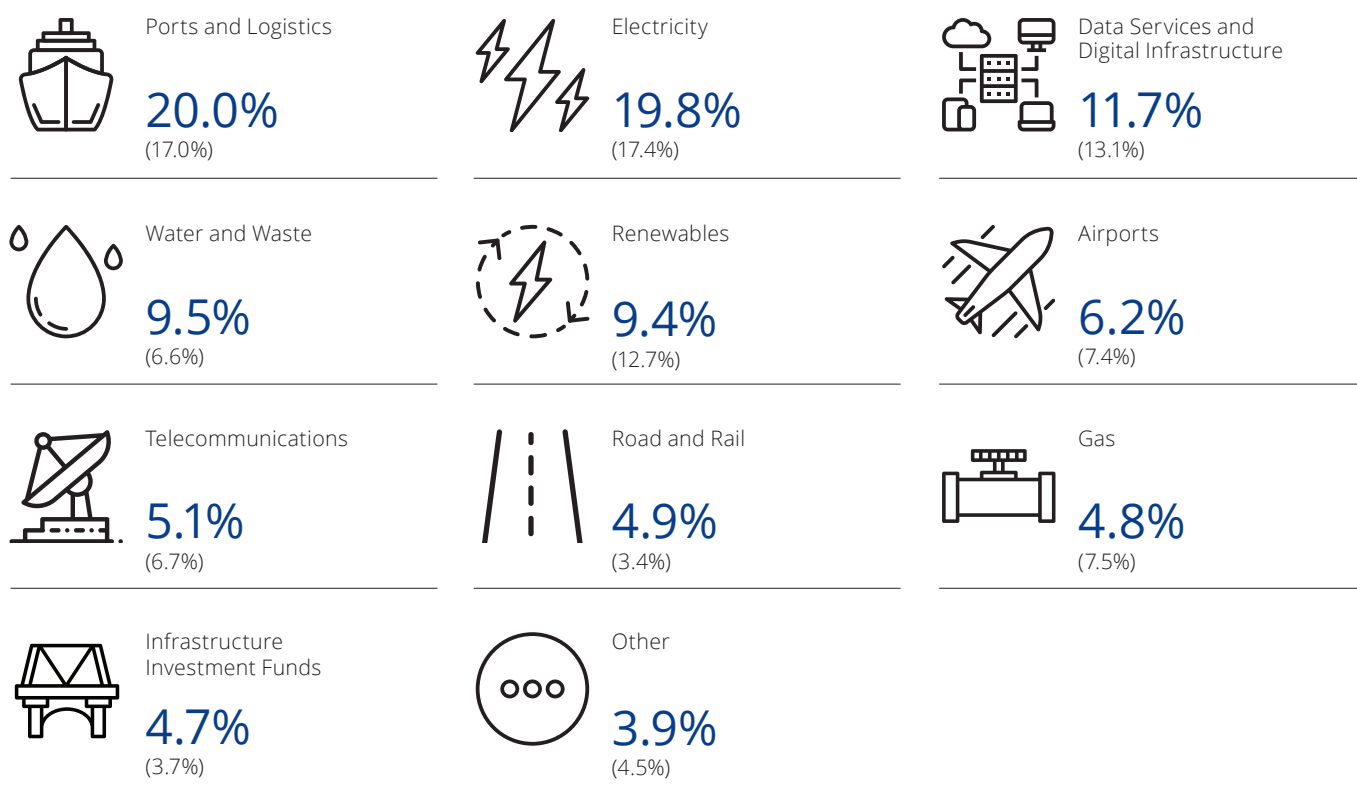 Ports and Logistics
20.0%
(17.0%)
Electricity
19.8%
(17.4%)
Data Services and
Digital Infrastructure
11.7%
(13.1%)
Water and Waste
9.5%
(6.6%)
Renewables
9.4%
(12.7%)
Airports
6.2%
(7.4%)
Telecommunications
5.1%
(6.7%)
Road and Rail
4.9%
(3.4%)
Gas
4.8%
(7.5%)
Infrastructure
Investment Funds
4.7%
(3.7%)
Other
3.9%
(4.5%)